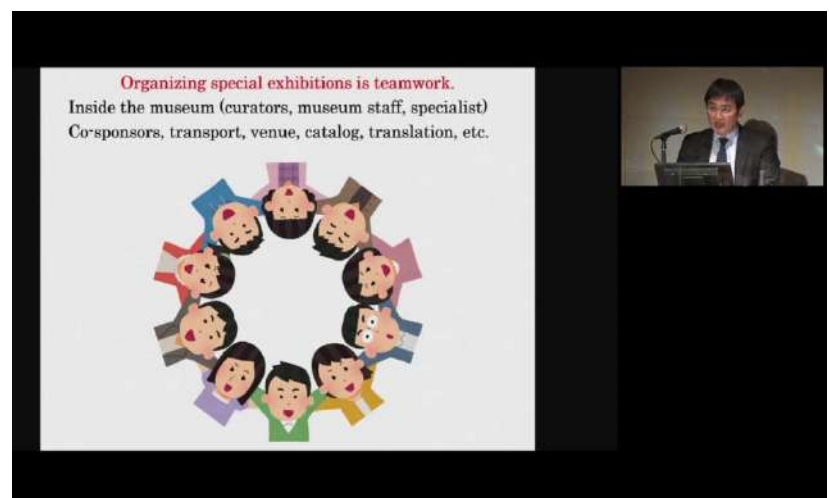 Organizing special exhibitions is teamwork.
Inside the museum (curators, museum staff, specialist)
Co-sponsors, transport, venue, catalog, translation, etc.